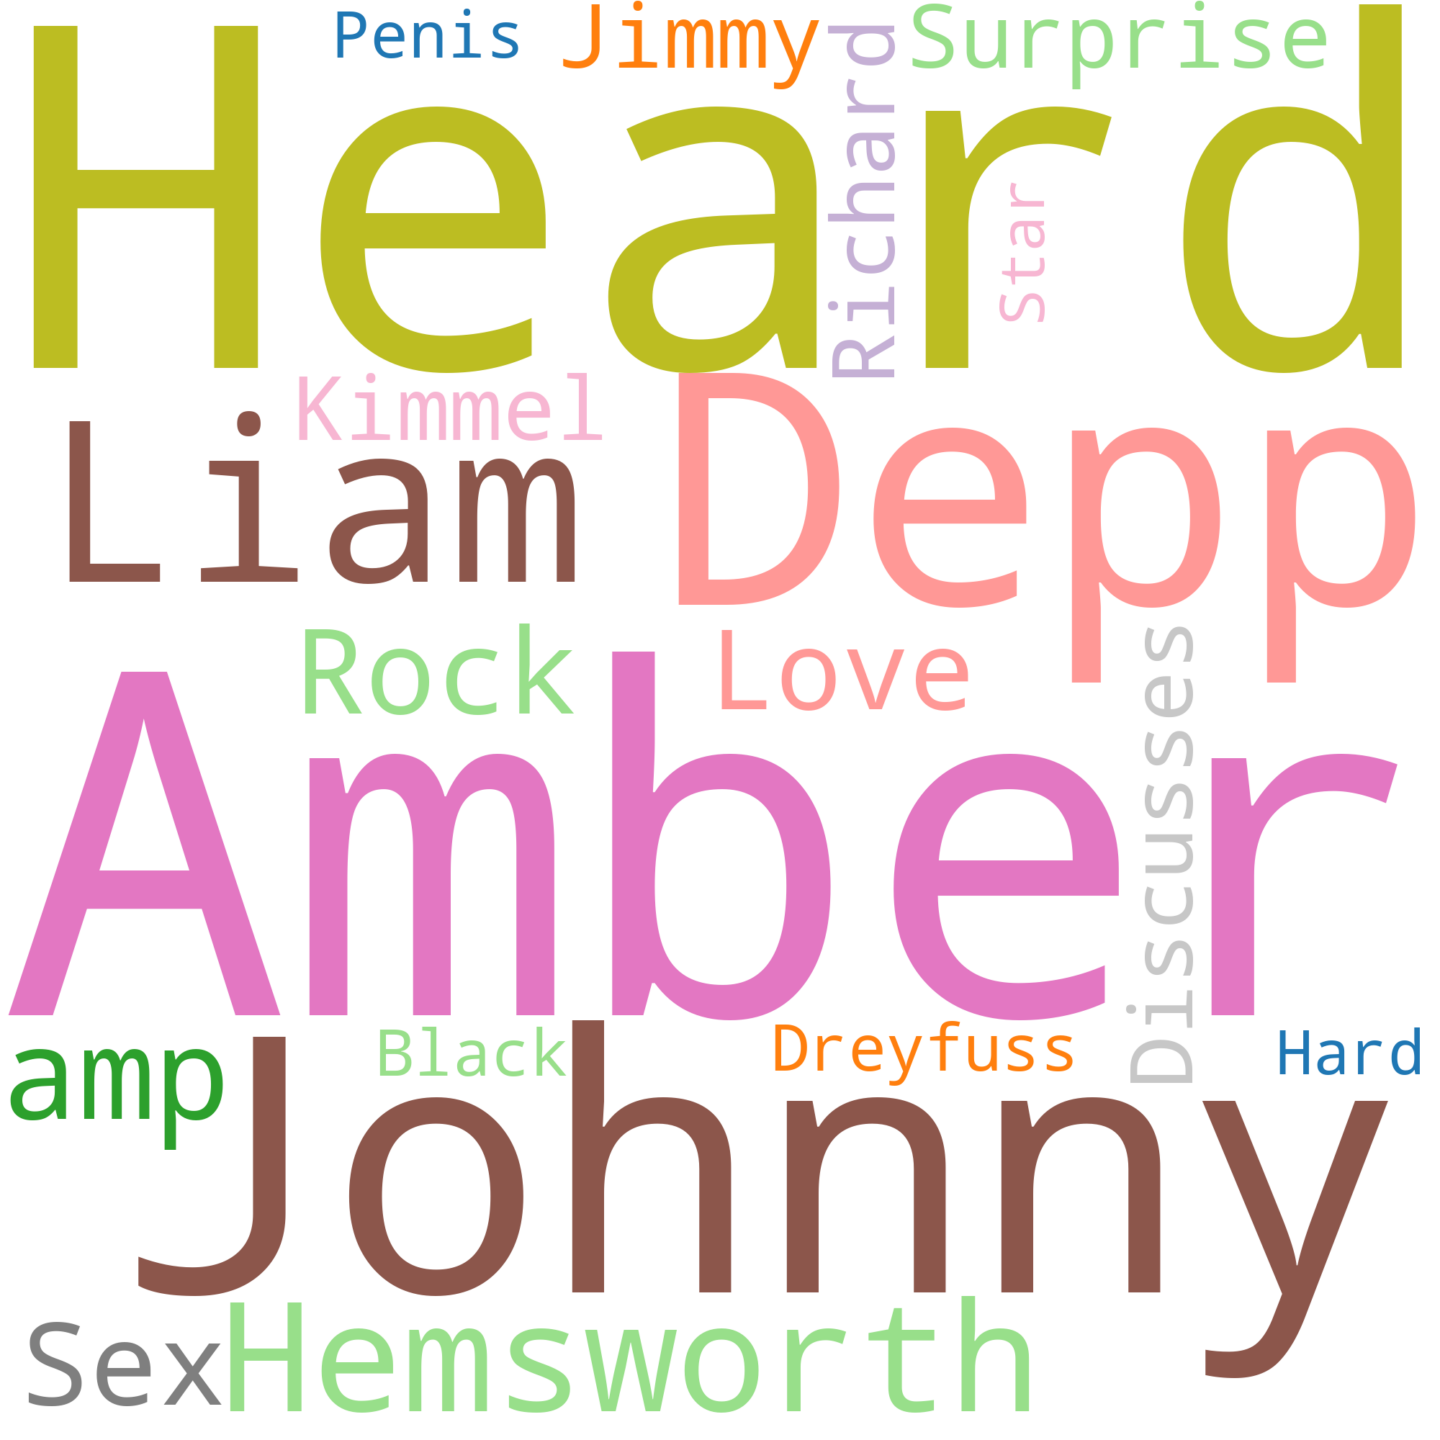 Penis
Jimmy
Surprise
Heard
Richard
Star
Kimmel
Liam
Depp
Rock
Love
Discusses
Amber
amp
Black
Dreyfuss
Hard
Johnny
Sex
Hemsworth